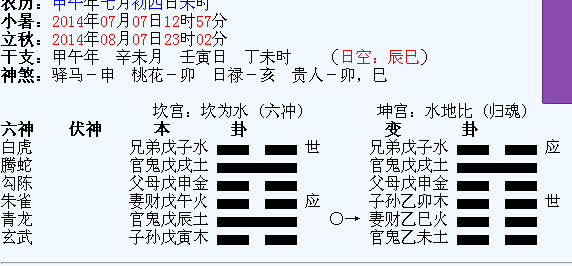 农历：甲午年七月初四日未时
小暑：2014年07月07日12时57分
立秋：2014年08月07日23时02分
干支：甲午年 辛未月 壬寅日 丁未时 （日空：辰巳）
神煞：驿马－申 桃花－卯 日禄－亥 贵人－卯，巳
坎宫：坎为水（六冲） 坤宫：水地比（归魂）
六神 伏神 本 卦 变 卦
白虎 兄弟戊子水 世 兄弟戊子水 应
腾蛇 官鬼戊戌土 官鬼戊戌土
勾陈 父母戊申金 父母戊申金
朱雀 妻财戊午火 应 子孙乙卯木 世
青龙 官鬼戊辰土 ○→ 妻财乙巳火
玄武 子孙戊寅木 官鬼乙未土